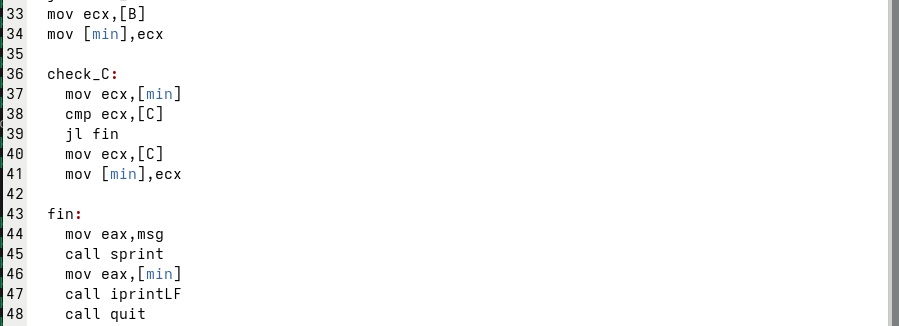 33 mov ecx,[B]
34 mov [min],ecx
35
36 check_C:
37 mov ecx,[min]
38 cmp ecx,[C]
39 jl fin
40 mov ecx,[C]
41 mov [min],ecx
42
43 fin:
44 mov eax,msg
45 call sprint
46 mov eax,[min]
47 call iprintLF
48 call quit